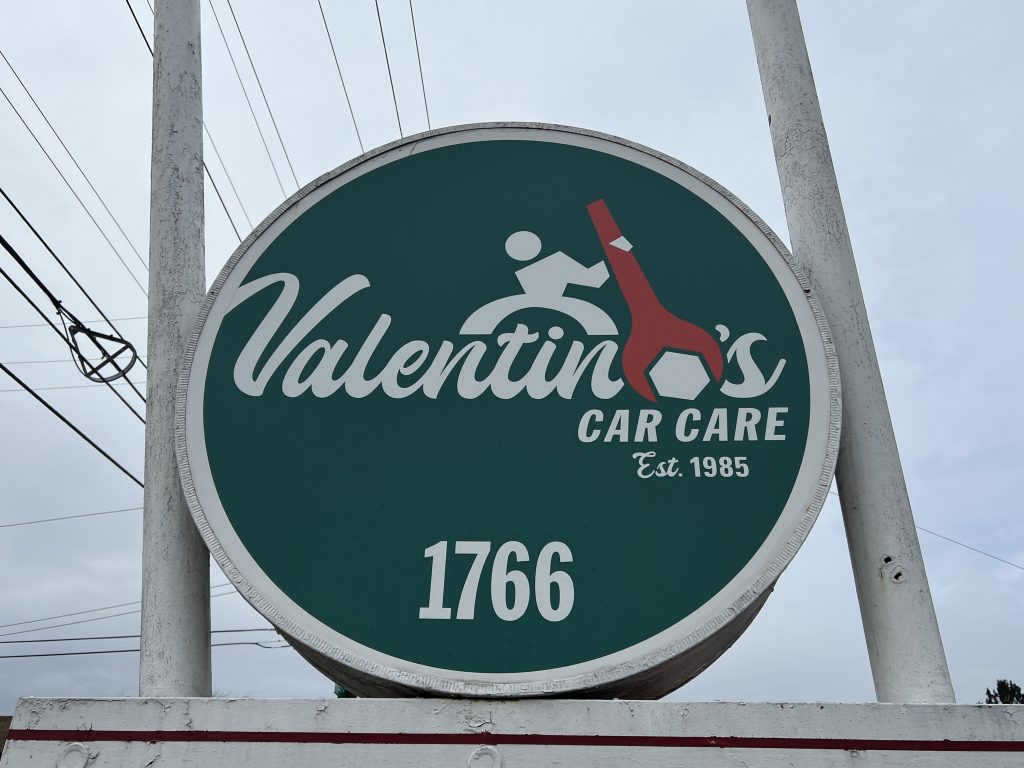 Valentino's
CAR CARE
Est. 1985
1766